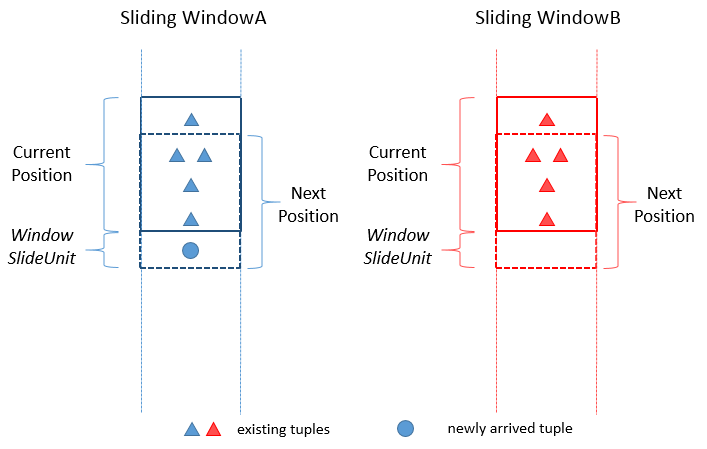 Sliding WindowA
Sliding WindowB
Current
Position
Next
Position
Window
SlideUnit
Current
Position
Next
Position
Window
SlideUnit
existing tuples
newly arrived tuple